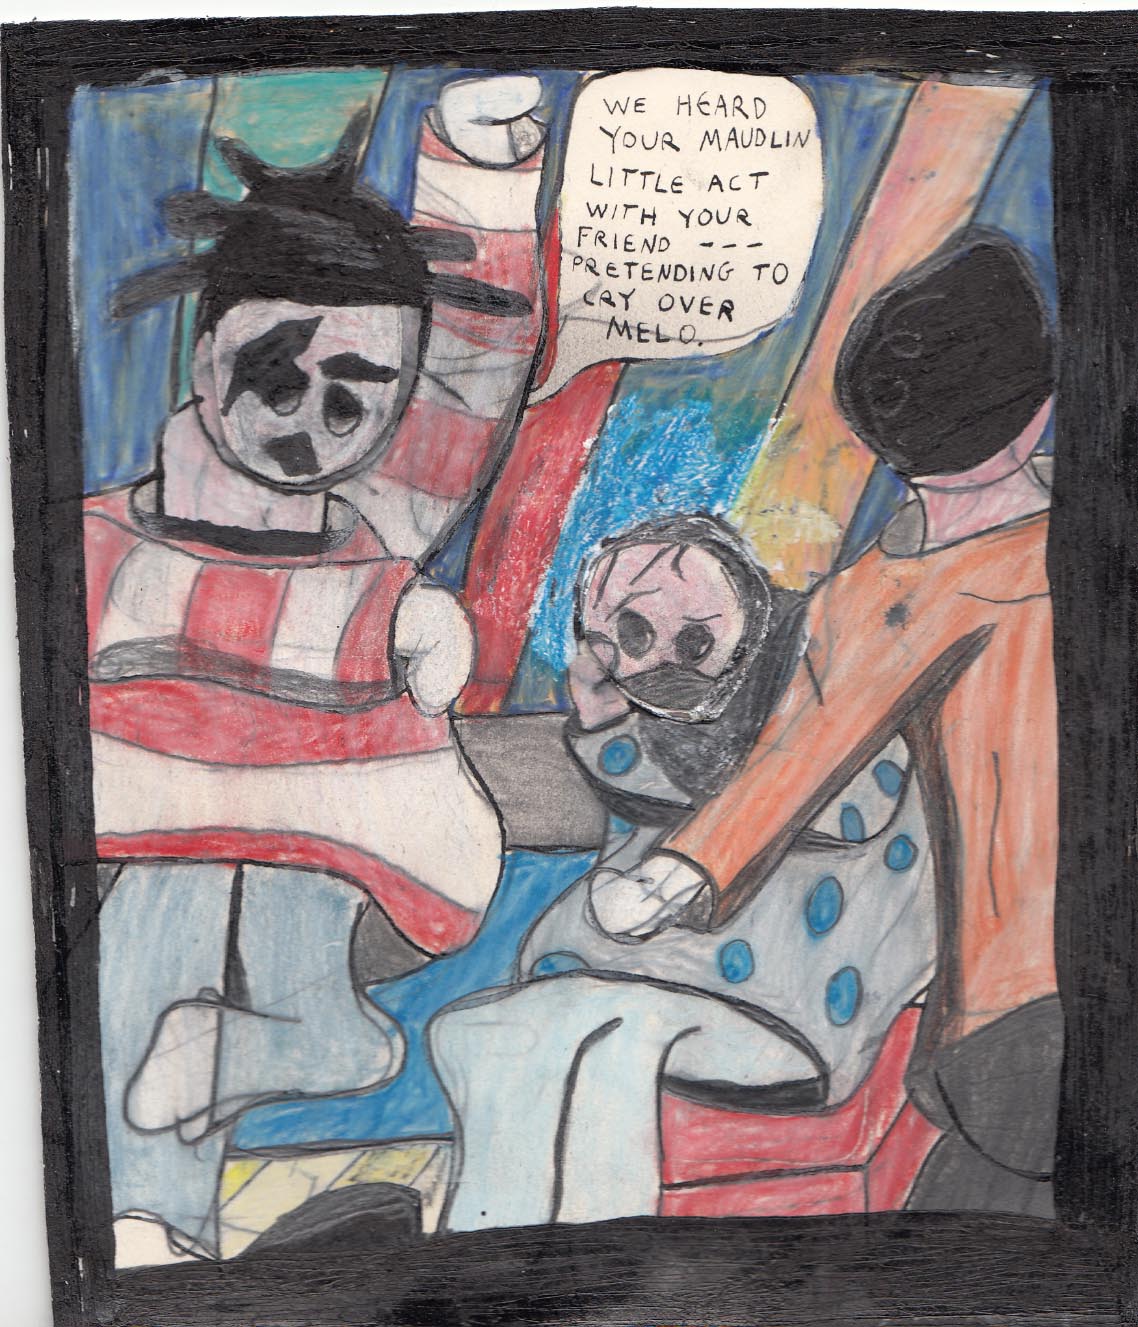 WE HEARD
YOUR MAUDLIN
LITTLE ACT
WITH YOUR
FRIEND ---
PRETENDING TO
CRY OVER
MELO.